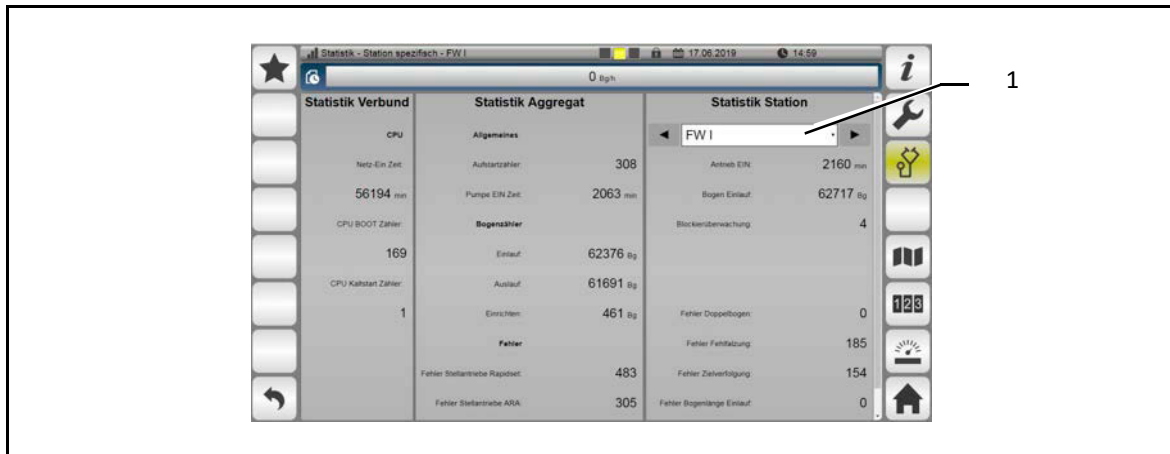 Statistik - Station spezifisch - FW I 17.06.2019 14:59
0 Bg/h
Statistik Verbund
CPU
Netz-Ein Zeit:
56194 min
CPU BOOT Zähler:
169
CPU Kaltstart Zähler:
1
Statistik Aggregat
Allgemeines
Aufstartzähler: 308
Pumpe EIN Zeit: 2063 min
Bogenzähler
Einlauf: 62376 Bg
Auslauf: 61691 Bg
Einrichten: 461 Bg
Fehler
Fehler Stellantriebe Rapidset: 483
Fehler Stellantriebe ARA: 305
Statistik Station
FW I
Antrieb EIN: 2160 min
Bogen Einlauf: 62717 Bg
Blockierüberwachung: 4
Fehler Doppelbogen: 0
Fehler Fehlfalzung: 185
Fehler Zielverfolgung: 154
Fehler Bogenlänge Einlauf: 0
i
1 2 3
1